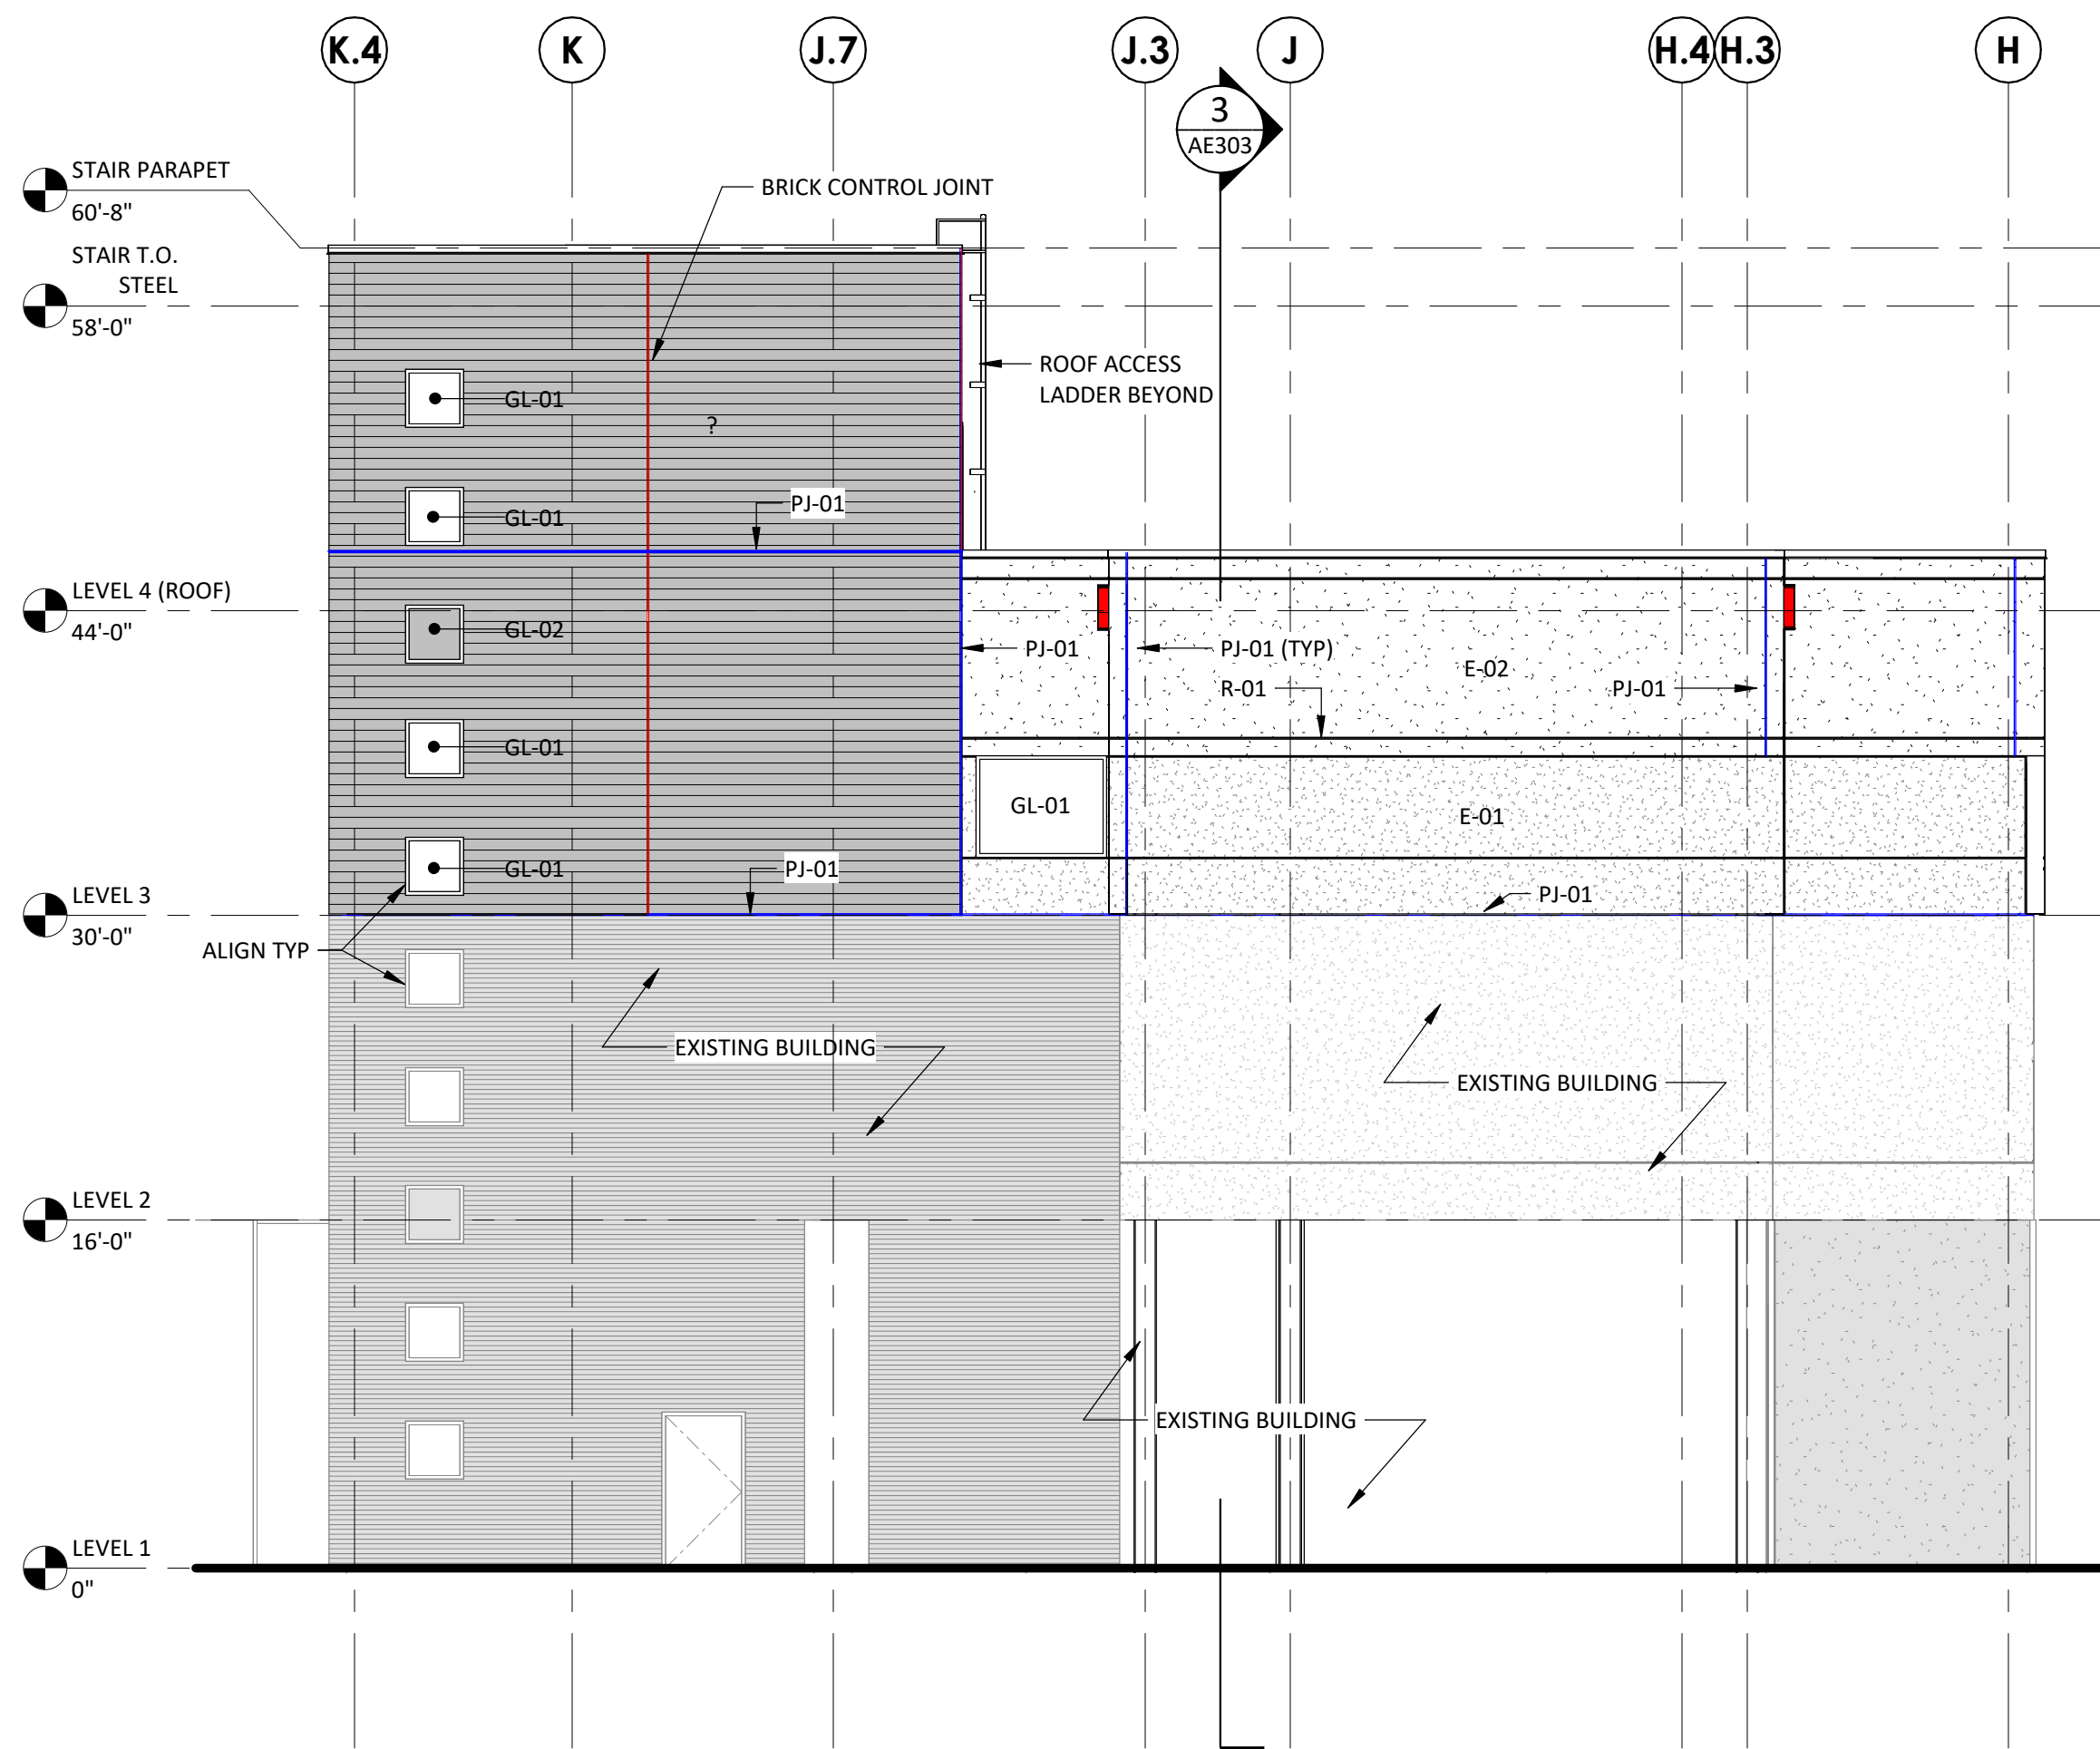 K.4
K
J.7
J.3
J
H.4
H.3
H
3
AE303
STAIR PARAPET
60'-8"
BRICK CONTROL JOINT
STAIR T.O.
STEEL
58'-0"
ROOF ACCESS
LADDER BEYOND
GL-01
?
PJ-01
GL-01
LEVEL 4 (ROOF)
44'-0"
GL-02
PJ-01
PJ-01 (TYP)
E-02
R-01
PJ-01
GL-01
GL-01
E-01
GL-01
PJ-01
PJ-01
LEVEL 3
30'-0"
ALIGN TYP
EXISTING BUILDING
EXISTING BUILDING
LEVEL 2
16'-0"
EXISTING BUILDING
LEVEL 1
0"